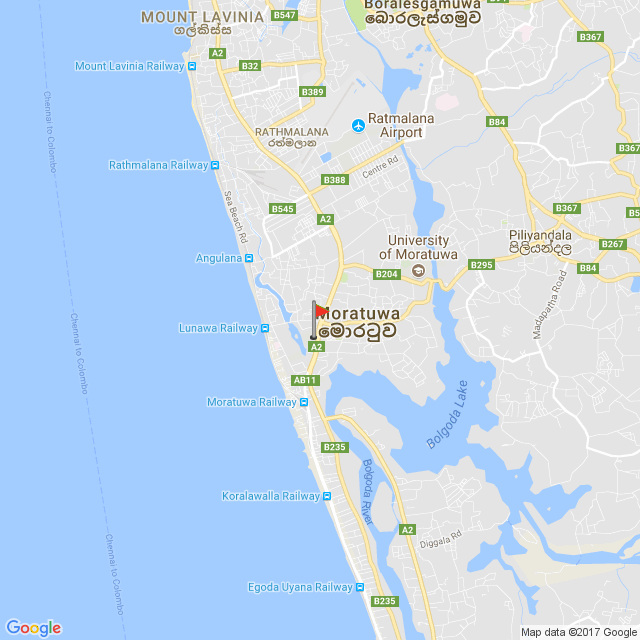 MOUNT LAVINIA
ගල්කිස්ස
B547
Boralesgamuwa
බොරලැස්ගමුව
B367
A2
B367
Mount Lavinia Railway
B32
B389
B84
Ratmalana
Airport
RATHMALANA
රත්මලාන
B367
Rathmalana Railway
Centre Rd
B388
Sea Beach Rd
B545
A2
B367
B5
University
of Moratuwa
Piliyandala
පිලියන්දල
B267
Angulana
B204
B295
B84
Madapatha Road
Moratuwa
මොරටුව
Lunawa Railway
A2
AB11
Moratuwa Railway
Bolgoda Lake
B235
Bolgoda River
Koralawalla Railway
A2
Diggala Rd
Egoda Uyana Railway
B235
Chennai to Colombo
Chennai to Colombo
Chennai to Colombo
Chennai to Colombo
Google
Map data ©2017 Google